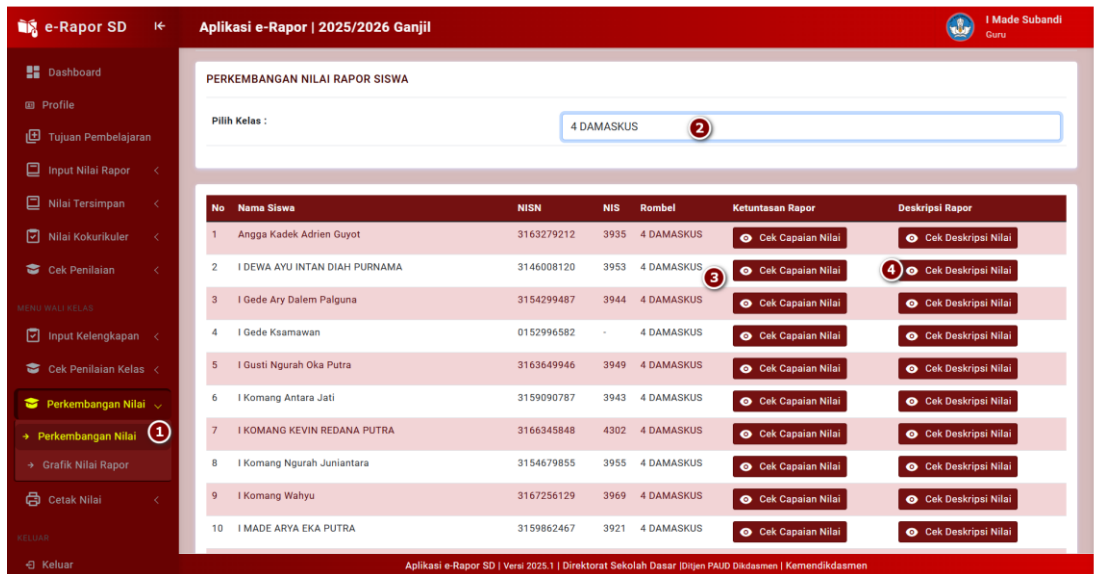 e-Rapor SD
Aplikasi e-Rapor | 2025/2026 Ganjil
I Made Subandi
Guru
Dashboard
Profile
Tujuan Pembelajaran
Input Nilai Rapor
Nilai Tersimpan
Nilai Kokurikuler
Cek Penilaian
MENU WALI KELAS
Input Kelengkapan
Cek Penilaian Kelas
Perkembangan Nilai
Perkembangan Nilai 1
Grafik Nilai Rapor
Cetak Nilai
KELUAR
Keluar
PERKEMBANGAN NILAI RAPOR SISWA
Pilih Kelas : 4 DAMASKUS 2
No Nama Siswa NISN NIS Rombel Ketuntasan Rapor Deskripsi Rapor
1 Angga Kadek Adrien Guyot 3163279212 3935 4 DAMASKUS Cek Capaian Nilai Cek Deskripsi Nilai
2 I DEWA AYU INTAN DIAH PURNAMA 3146008120 3953 4 DAMASKUS 3 Cek Capaian Nilai 4 Cek Deskripsi Nilai
3 I Gede Ary Dalem Palguna 3154299487 3944 4 DAMASKUS Cek Capaian Nilai Cek Deskripsi Nilai
4 I Gede Ksamawan 0152996582 - 4 DAMASKUS Cek Capaian Nilai Cek Deskripsi Nilai
5 I Gusti Ngurah Oka Putra 3163649946 3949 4 DAMASKUS Cek Capaian Nilai Cek Deskripsi Nilai
6 I Komang Antara Jati 3159090787 3943 4 DAMASKUS Cek Capaian Nilai Cek Deskripsi Nilai
7 I KOMANG KEVIN REDANA PUTRA 3166345848 4302 4 DAMASKUS Cek Capaian Nilai Cek Deskripsi Nilai
8 I Komang Ngurah Juniantara 3154679855 3955 4 DAMASKUS Cek Capaian Nilai Cek Deskripsi Nilai
9 I Komang Wahyu 3167256129 3969 4 DAMASKUS Cek Capaian Nilai Cek Deskripsi Nilai
10 I MADE ARYA EKA PUTRA 3159862467 3921 4 DAMASKUS Cek Capaian Nilai Cek Deskripsi Nilai
Aplikasi e-Rapor SD | Versi 2025.1 | Direktorat Sekolah Dasar |Ditjen PAUD Dikdasmen | Kemendikdasmen